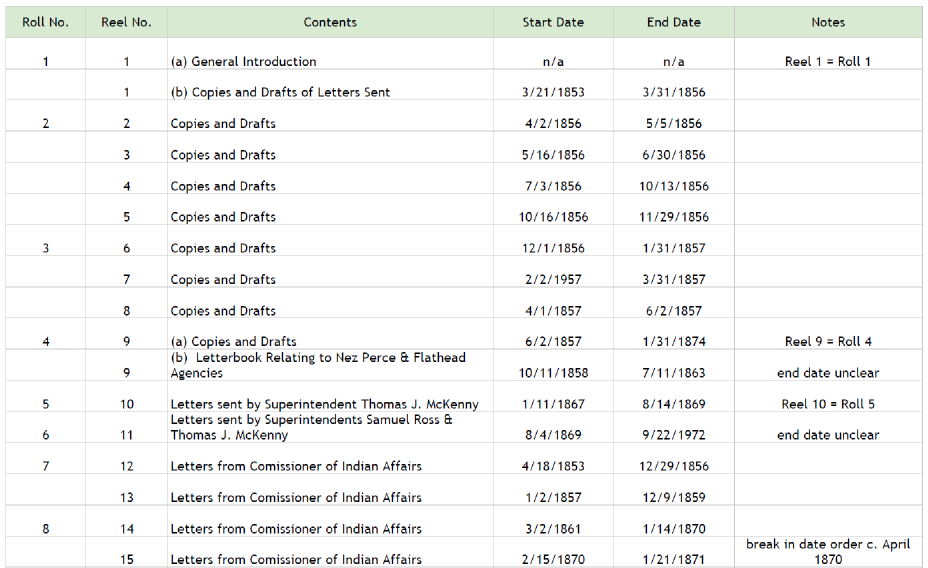 Roll No. Reel No. Contents Start Date End Date Notes
1 1 (a) General Introduction n/a n/a Reel 1 = Roll 1
1 (b) Copies and Drafts of Letters Sent 3/21/1853 3/31/1856
2 2 Copies and Drafts 4/2/1856 5/5/1856
3 Copies and Drafts 5/16/1856 6/30/1856
4 Copies and Drafts 7/3/1856 10/13/1856
5 Copies and Drafts 10/16/1856 11/29/1856
3 6 Copies and Drafts 12/1/1856 1/31/1857
7 Copies and Drafts 2/2/1957 3/31/1857
8 Copies and Drafts 4/1/1857 6/2/1857
4 9 (a) Copies and Drafts 6/2/1857 1/31/1874 Reel 9 = Roll 4
(b) Letterbook Relating to Nez Perce & Flathead
9 Agencies 10/11/1858 7/11/1863 end date unclear
5 10 Letters sent by Superintendent Thomas J. McKenny 1/11/1867 8/14/1869 Reel 10 = Roll 5
Letters sent by Superintendents Samuel Ross &
6 11 Thomas J. McKenny 8/4/1869 9/22/1972 end date unclear
7 12 Letters from Comissioner of Indian Affairs 4/18/1853 12/29/1856
13 Letters from Comissioner of Indian Affairs 1/2/1857 12/9/1859
8 14 Letters from Comissioner of Indian Affairs 3/2/1861 1/14/1870
break in date order c. April
15 Letters from Comissioner of Indian Affairs 2/15/1870 1/21/1871 1870